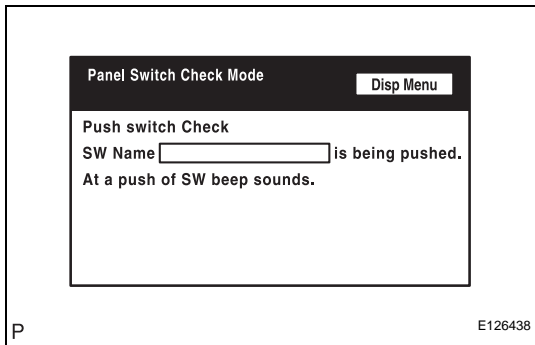 Panel Switch Check Mode
Disp Menu
Push switch Check
SW Name is being pushed.
At a push of SW beep sounds.
P
E126438